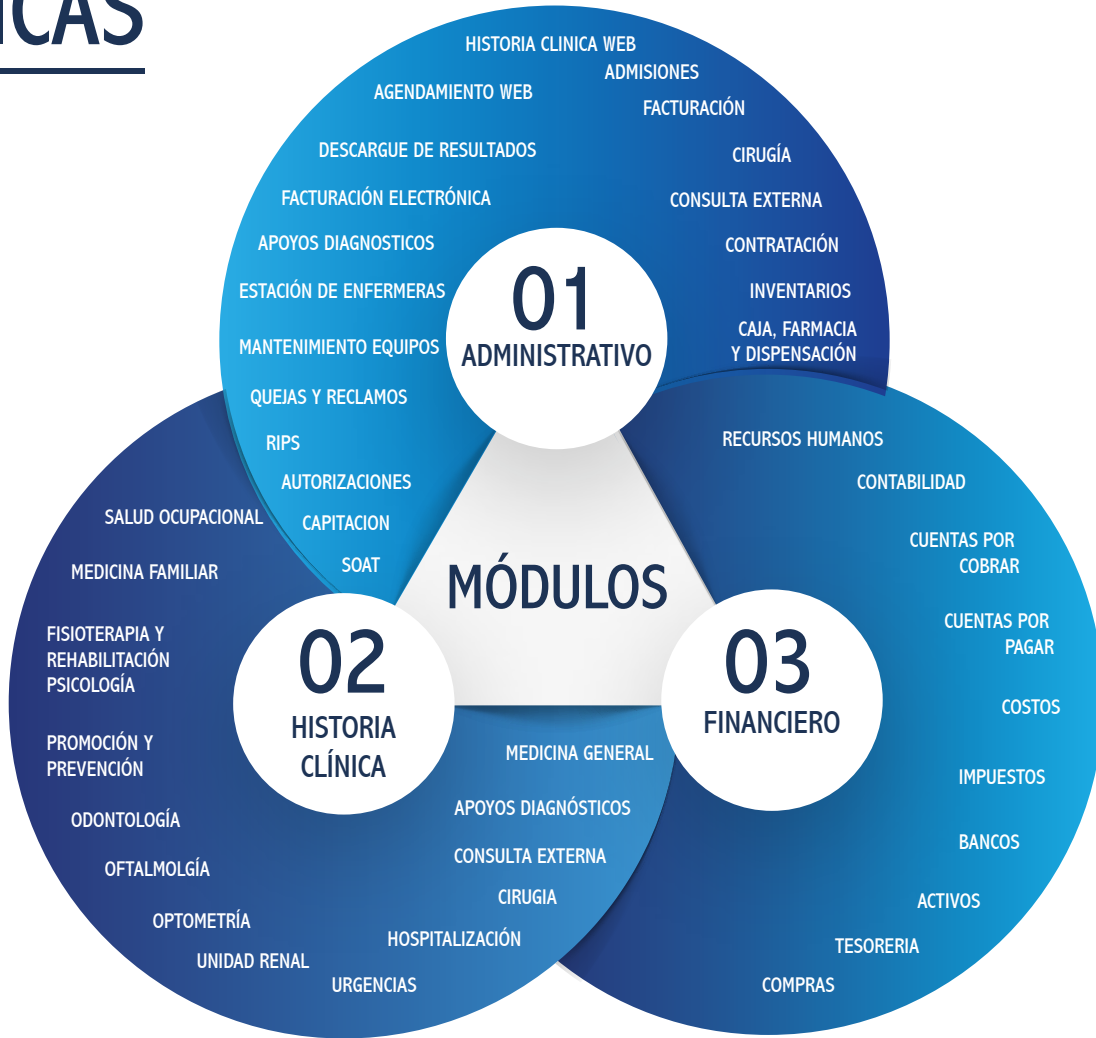 ICAS
HISTORIA CLINICA WEB
ADMISIONES
AGENDAMIENTO WEB
FACTURACIÓN
DESCARGUE DE RESULTADOS
CIRUGÍA
FACTURACIÓN ELECTRÓNICA
CONSULTA EXTERNA
APOYOS DIAGNOSTICOS
CONTRATACIÓN
ESTACIÓN DE ENFERMERAS
INVENTARIOS
MANTENIMIENTO EQUIPOS
CAJA, FARMACIA
Y DISPENSACIÓN
QUEJAS Y RECLAMOS
RIPS
AUTORIZACIONES
CAPITACION
SOAT
01
ADMINISTRATIVO
MÓDULOS
02
HISTORIA
CLÍNICA
SALUD OCUPACIONAL
MEDICINA FAMILIAR
FISIOTERAPIA Y
REHABILITACIÓN
PSICOLOGÍA
PROMOCIÓN Y
PREVENCIÓN
ODONTOLOGÍA
OFTALMOLGÍA
OPTOMETRÍA
UNIDAD RENAL
URGENCIAS
MEDICINA GENERAL
APOYOS DIAGNÓSTICOS
CONSULTA EXTERNA
CIRUGIA
HOSPITALIZACIÓN
03
FINANCIERO
RECURSOS HUMANOS
CONTABILIDAD
CUENTAS POR
COBRAR
CUENTAS POR
PAGAR
COSTOS
IMPUESTOS
BANCOS
ACTIVOS
TESORERIA
COMPRAS